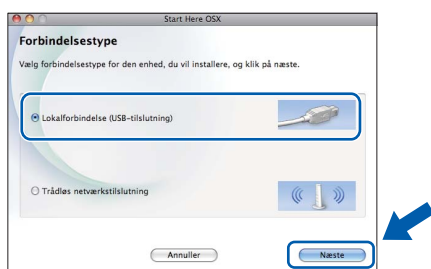 Start Here OSX
Forbindelsestype
Vælg forbindelsestype for den enhed, du vil installere, og klik på næste.
Lokalforbindelse (USB-tilslutning)
Trådløs netværkstilslutning
Annuller
Næste